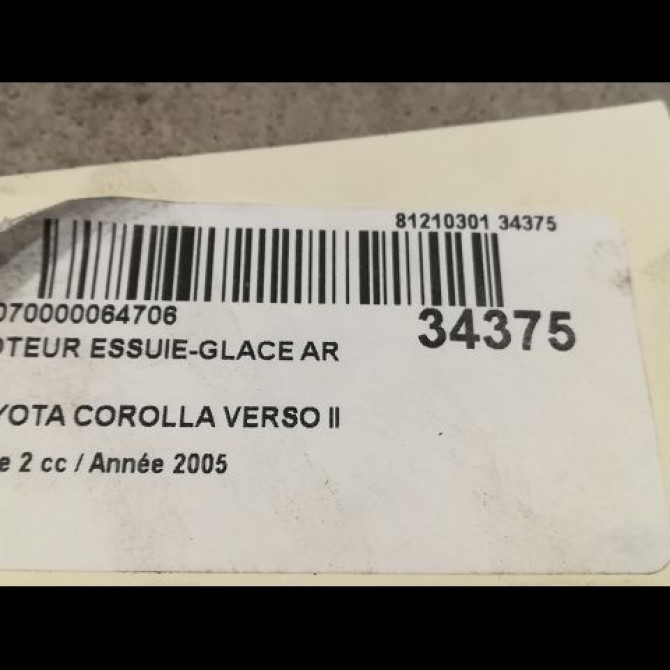 81210301 34375
070000064706
34375
OTEUR ESSUIE-GLACE AR
YOTA COROLLA VERSO II
e 2 cc / Année 2005